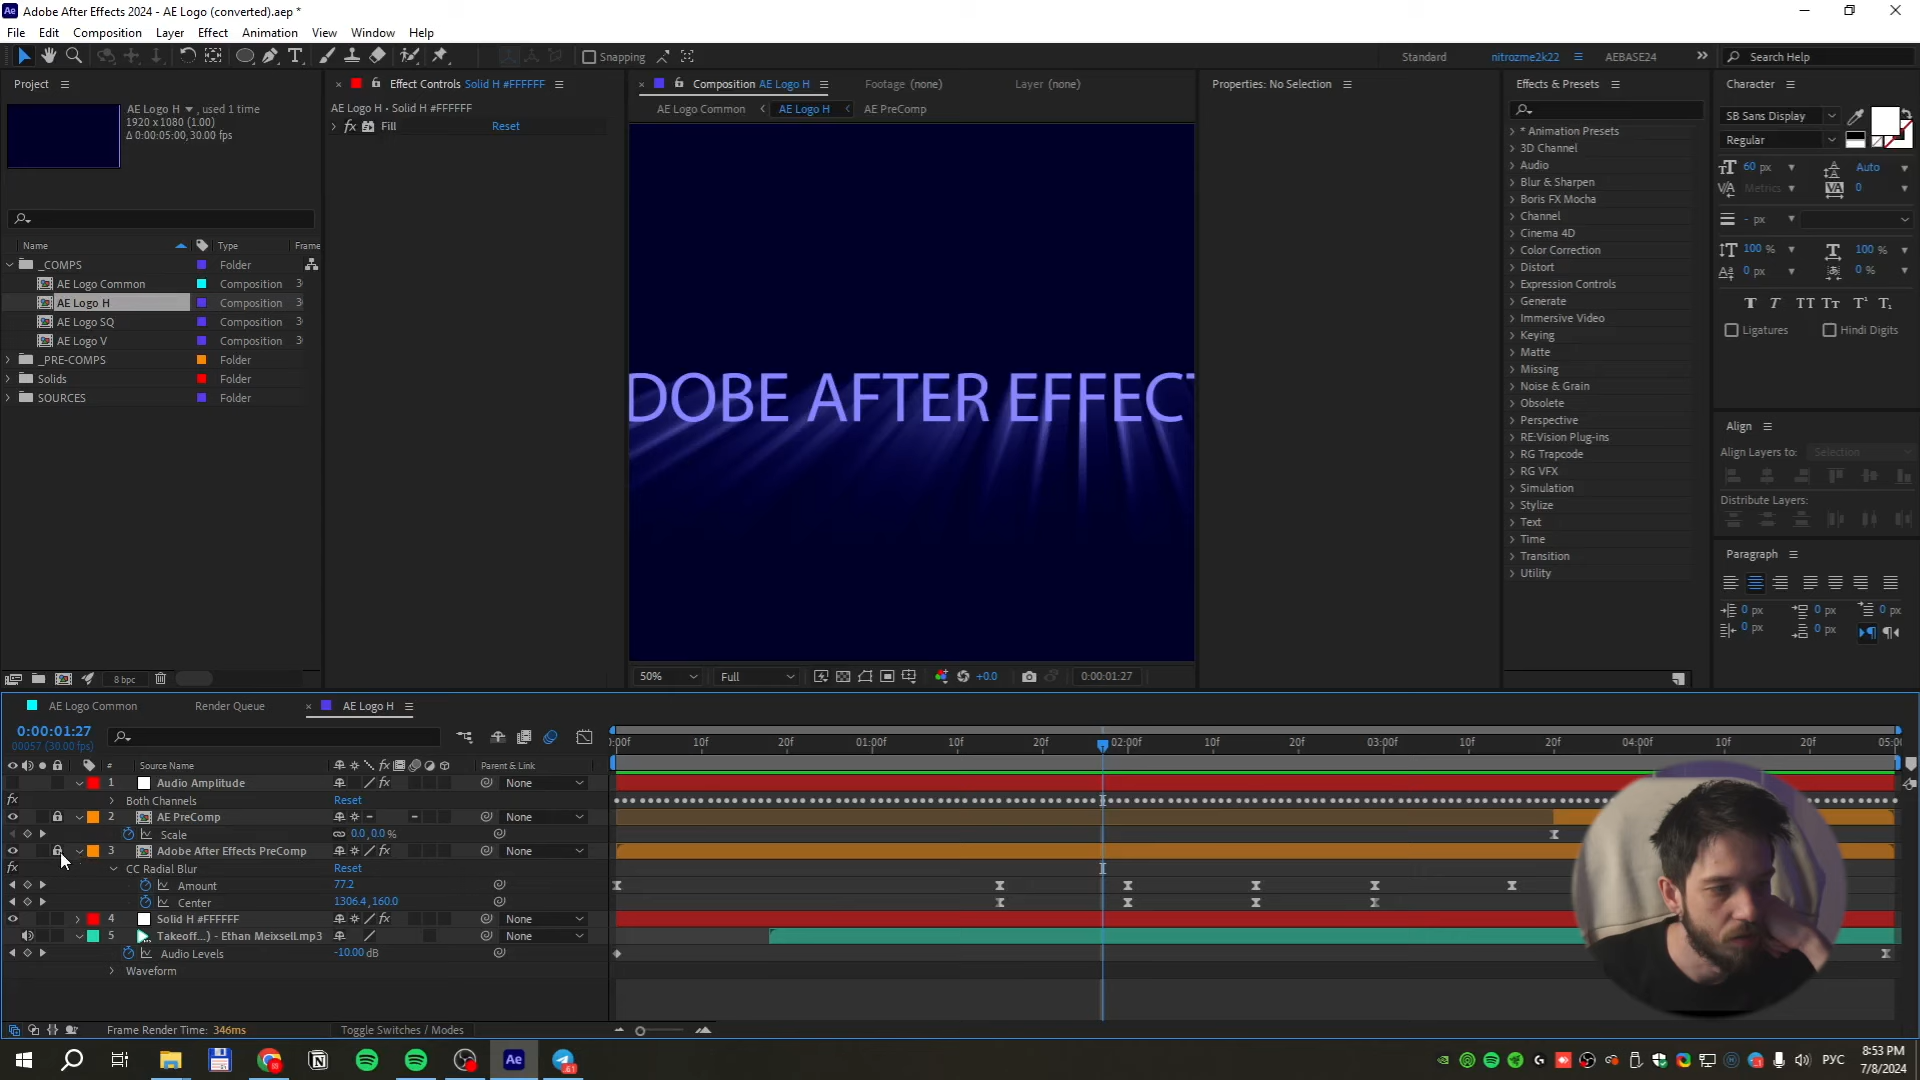 Adobe After Effects 2024 - AE Logo (converted).aep *
File Edit Composition Layer Effect Animation View Window Help
Snapping Standard nitrozme2k22 AEBASE24 Search Help
Project
AE Logo H , used 1 time
1920 x 1080 (1.00)
Δ 0:00:05:00, 30.00 fps
Name Type Frame
_COMPS Folder
AE Logo Common Composition 3
AE Logo H Composition 3
AE Logo SQ Composition 3
AE Logo V Composition 3
_PRE-COMPS Folder
Solids Folder
SOURCES Folder
8 bpc
Effect Controls Solid H #FFFFFF
AE Logo H • Solid H #FFFFFF
fx Fill Reset
Composition AE Logo H Footage (none) Layer (none)
AE Logo Common AE Logo H AE PreComp
DOBE AFTER EFFECT
50% Full +0.0 0:00:01:27
Properties: No Selection
Effects & Presets
* Animation Presets
3D Channel
Audio
Blur & Sharpen
Boris FX Mocha
Channel
Cinema 4D
Color Correction
Distort
Expression Controls
Generate
Immersive Video
Keying
Matte
Missing
Noise & Grain
Obsolete
Perspective
RE:Vision Plug-ins
RG Trapcode
RG VFX
Simulation
Stylize
Text
Time
Transition
Utility
Character
SB Sans Display
Regular
60 px Auto
Metrics 0
- px
100 % 100 %
0 px 0 %
T T TT Tt T¹ T₁
Ligatures Hindi Digits
Align
Align Layers to: Selection
Distribute Layers:
Paragraph
0 px 0 px 0 px
0 px 0 px
AE Logo Common Render Queue AE Logo H
0:00:01:27
00057 (30.00 fps)
:00f 10f 20f 01:00f 10f 20f 02:00f 10f 20f 03:00f 10f 20f 04:00f 10f 20f 05:00
# Source Name Parent & Link
1 Audio Amplitude None
fx Both Channels Reset
2 AE PreComp None
Scale 0.0,0.0 %
3 Adobe After Effects PreComp None
fx CC Radial Blur Reset
Amount 77.2
Center 1306.4,160.0
4 Solid H #FFFFFF None
5 Takeoff...) - Ethan Meixsell.mp3 None
Audio Levels -10.00 dB
Waveform
Frame Render Time: 346ms Toggle Switches / Modes
Ae
РУС
8:53 PM
7/8/2024